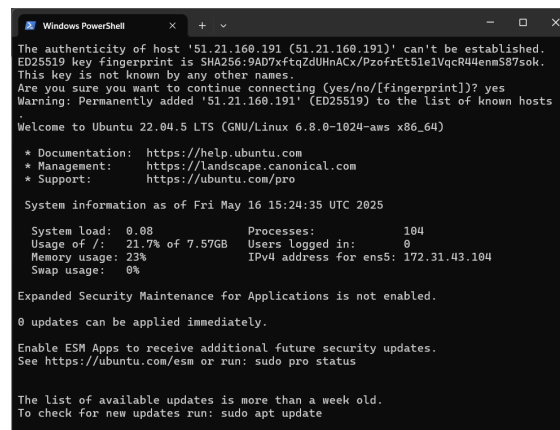 Windows PowerShell
The authenticity of host '51.21.160.191 (51.21.160.191)' can't be established.
ED25519 key fingerprint is SHA256:9AD7xftqZdUHnACx/PzofrEt51e1VqcR44enmS87sok.
This key is not known by any other names.
Are you sure you want to continue connecting (yes/no/[fingerprint])? yes
Warning: Permanently added '51.21.160.191' (ED25519) to the list of known hosts
.
Welcome to Ubuntu 22.04.5 LTS (GNU/Linux 6.8.0-1024-aws x86_64)
* Documentation:  https://help.ubuntu.com
* Management:     https://landscape.canonical.com
* Support:        https://ubuntu.com/pro
System information as of Fri May 16 15:24:35 UTC 2025
System load:  0.08               Processes:             104
Usage of /:   21.7% of 7.57GB   Users logged in:       0
Memory usage: 23%                IPv4 address for ens5: 172.31.43.104
Swap usage:   0%
Expanded Security Maintenance for Applications is not enabled.
0 updates can be applied immediately.
Enable ESM Apps to receive additional future security updates.
See https://ubuntu.com/esm or run: sudo pro status
The list of available updates is more than a week old.
To check for new updates run: sudo apt update